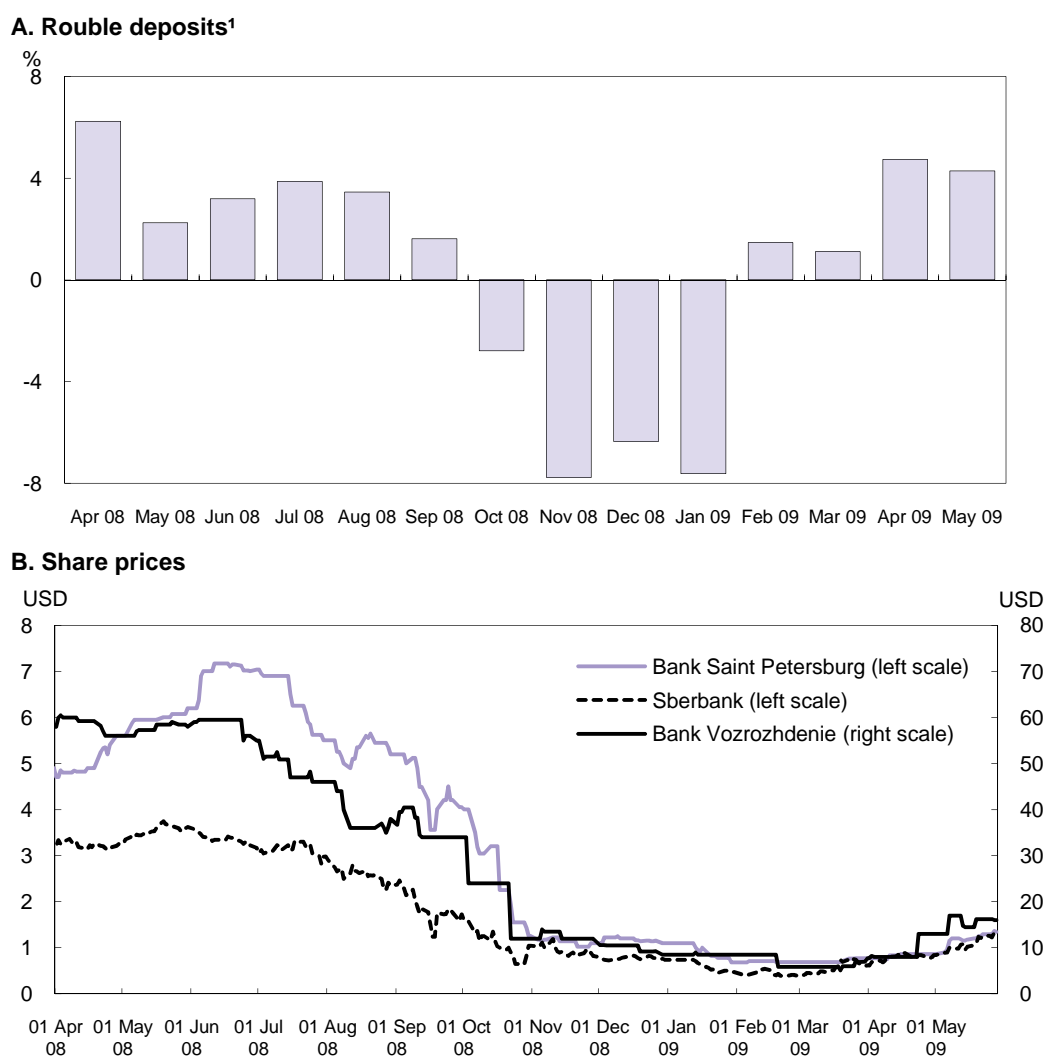 A. Rouble deposits¹
%
8
4
0
-4
-8
Apr 08 May 08 Jun 08 Jul 08 Aug 08 Sep 08 Oct 08 Nov 08 Dec 08 Jan 09 Feb 09 Mar 09 Apr 09 May 09
B. Share prices
USD USD
8 80
7 70
6 60
5 50
4 40
3 30
2 20
1 10
0 0
Bank Saint Petersburg (left scale)
Sberbank (left scale)
Bank Vozrozhdenie (right scale)
01 Apr 01 May 01 Jun 01 Jul 01 Aug 01 Sep 01 Oct 01 Nov 01 Dec 01 Jan 01 Feb 01 Mar 01 Apr 01 May
08 08 08 08 08 08 08 08 08 09 09 09 09 09